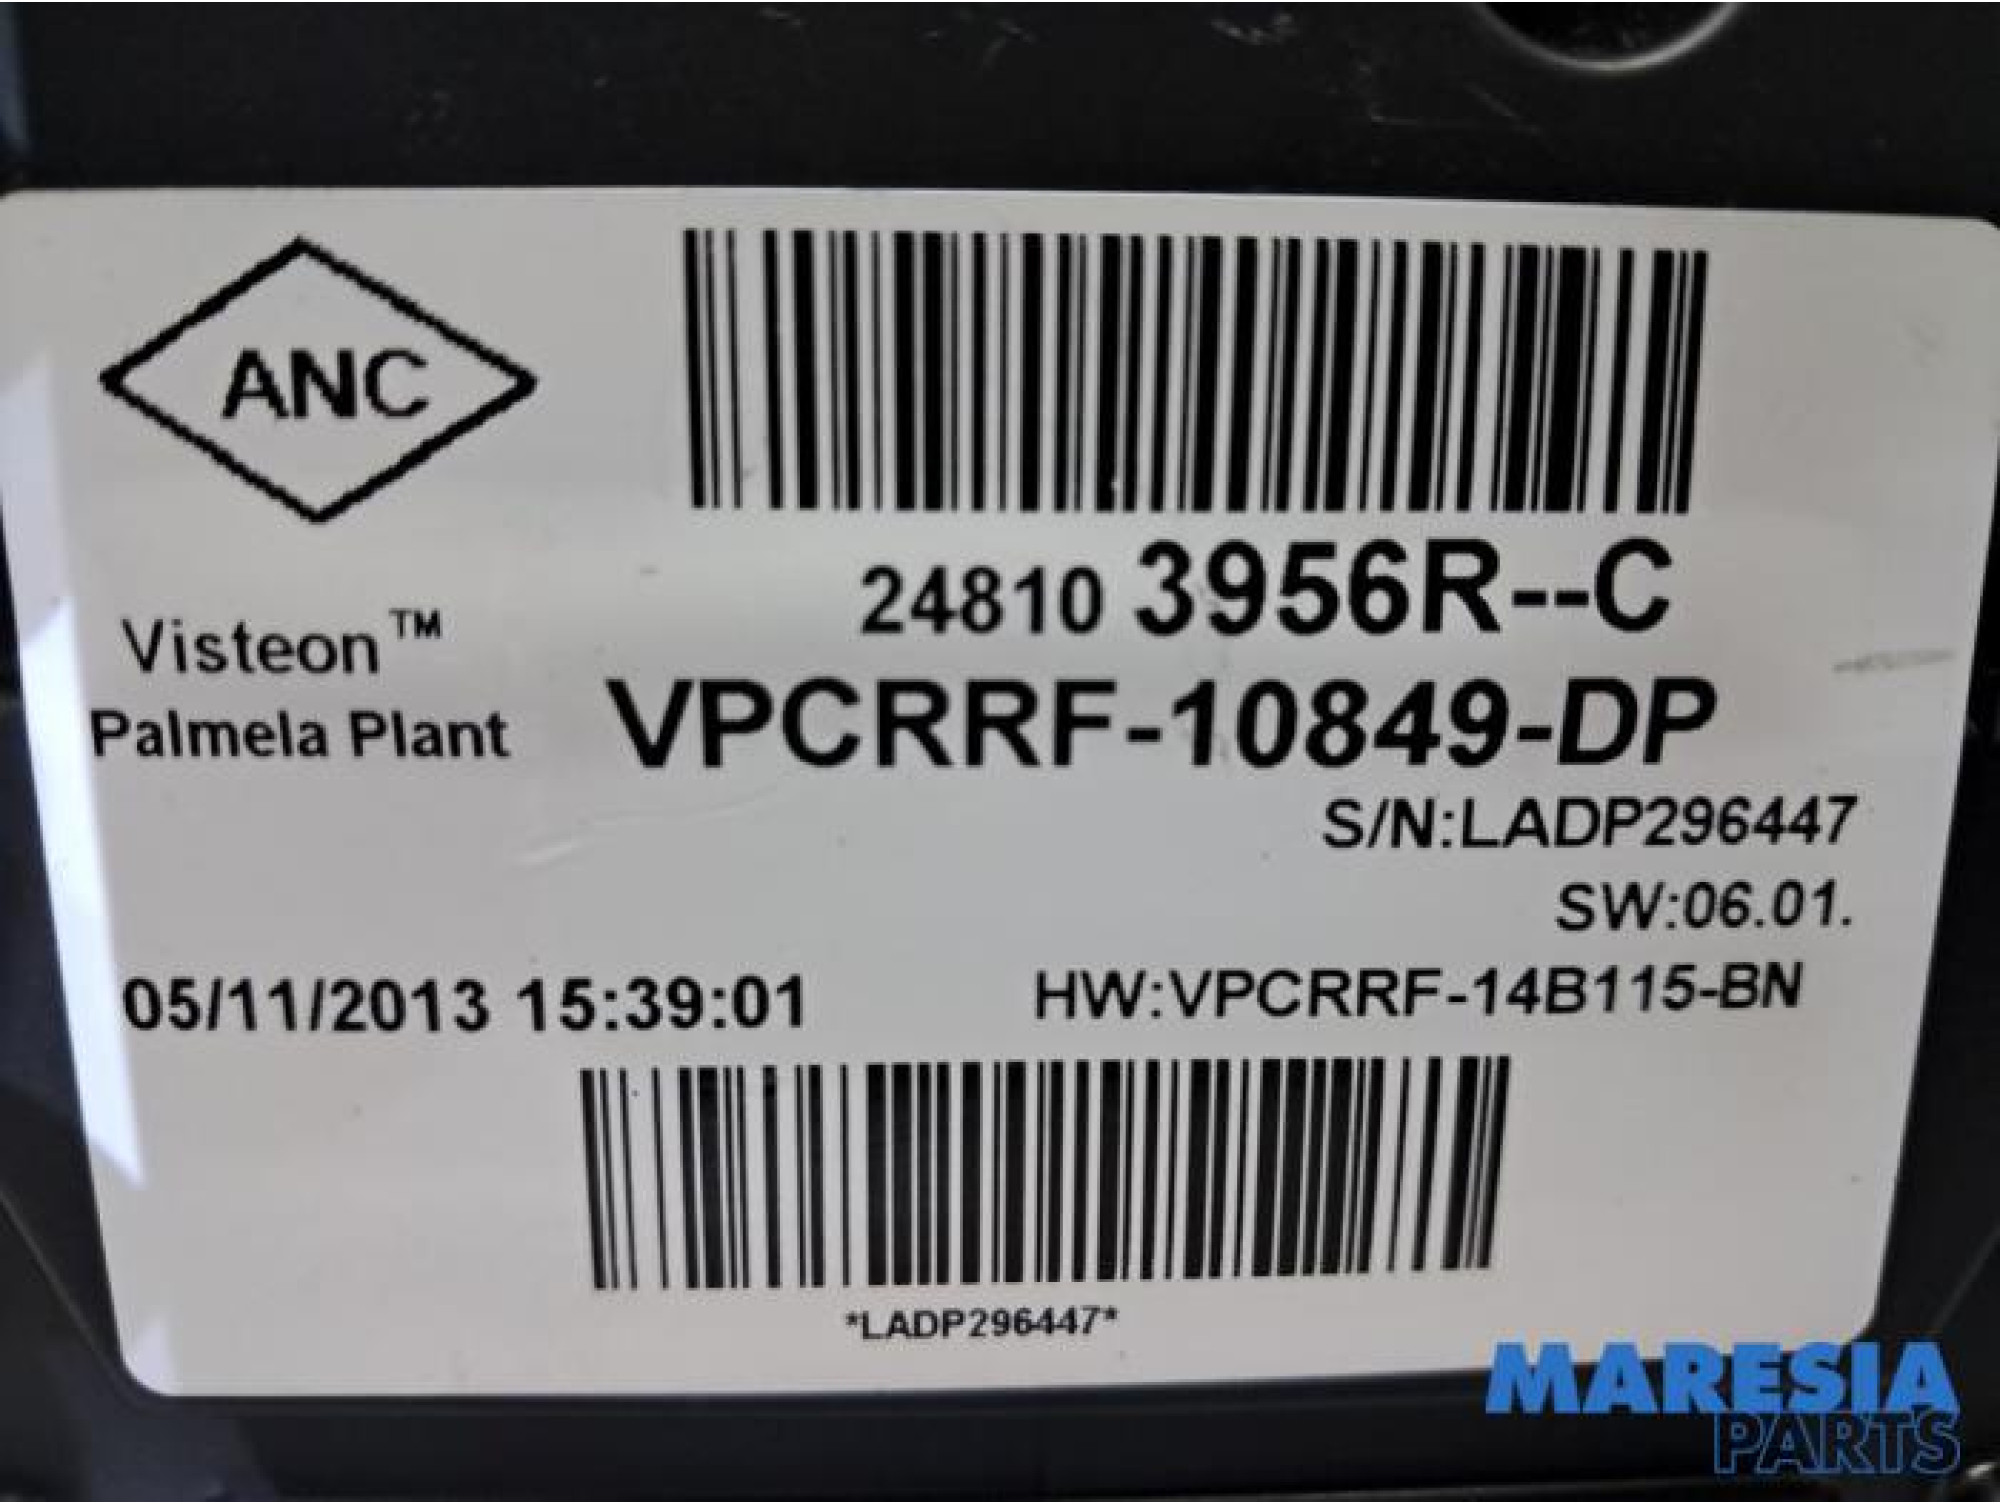 ANC
24810 3956R--C
Visteon™
Palmela Plant
VPCRRF-10849-DP
S/N:LADP296447
SW:06.01.
05/11/2013 15:39:01
HW:VPCRRF-14B115-BN
*LADP296447*
MARESIA
PARTS